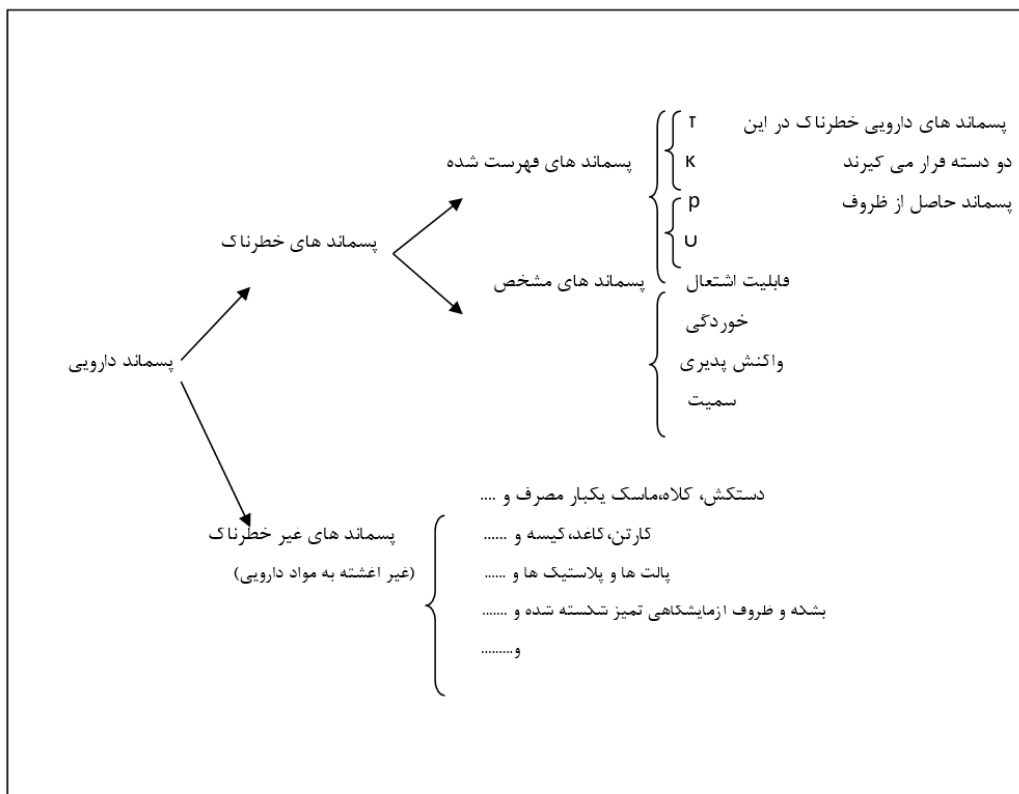 پسماند دارویی
پسماند های خطرناک
پسماند های فهرست شده
T
پسماند های دارویی خطرناک در این
K
دو دسته قرار می گیرند
p
پسماند حاصل از ظروف
U
پسماند های مشخص
قابلیت اشتعال
خوردگی
واکنش پدیری
سمیت
پسماند های غیر خطرناک
(غیر اغشته به مواد دارویی)
دستکش، کلاه،ماسک یکبار مصرف و ....
کارتن،کاغد،کیسه و ......
پالت ها و پلاستیک ها و ......
بشکه و ظروف ازمایشگاهی تمیز شکسته شده و .......
و.........